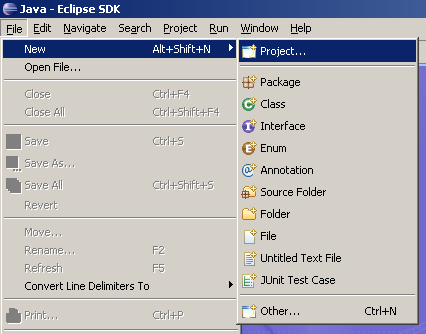 Java - Eclipse SDK
File Edit Navigate Search Project Run Window Help
New Alt+Shift+N
Open File...
Close Ctrl+F4
Close All Ctrl+Shift+F4
Save Ctrl+S
Save As...
Save All Ctrl+Shift+S
Revert
Move...
Rename... F2
Refresh F5
Convert Line Delimiters To
Print... Ctrl+P
Project...
Package
Class
Interface
Enum
Annotation
Source Folder
Folder
File
Untitled Text File
JUnit Test Case
Other... Ctrl+N